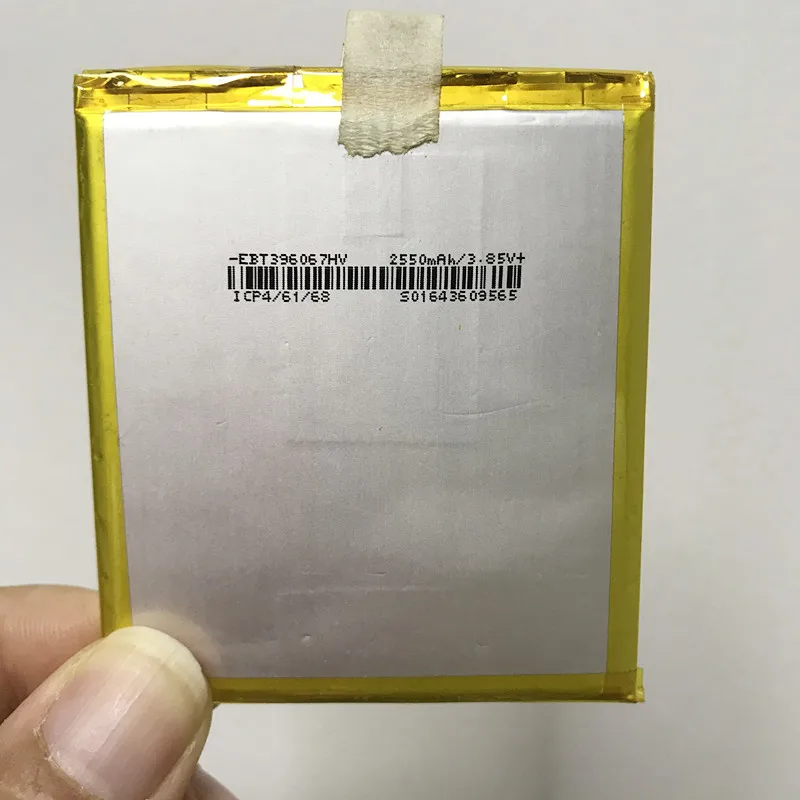 -EBT396067HV 2550mAh/3.85V+
ICP4/61/68 S01643609565